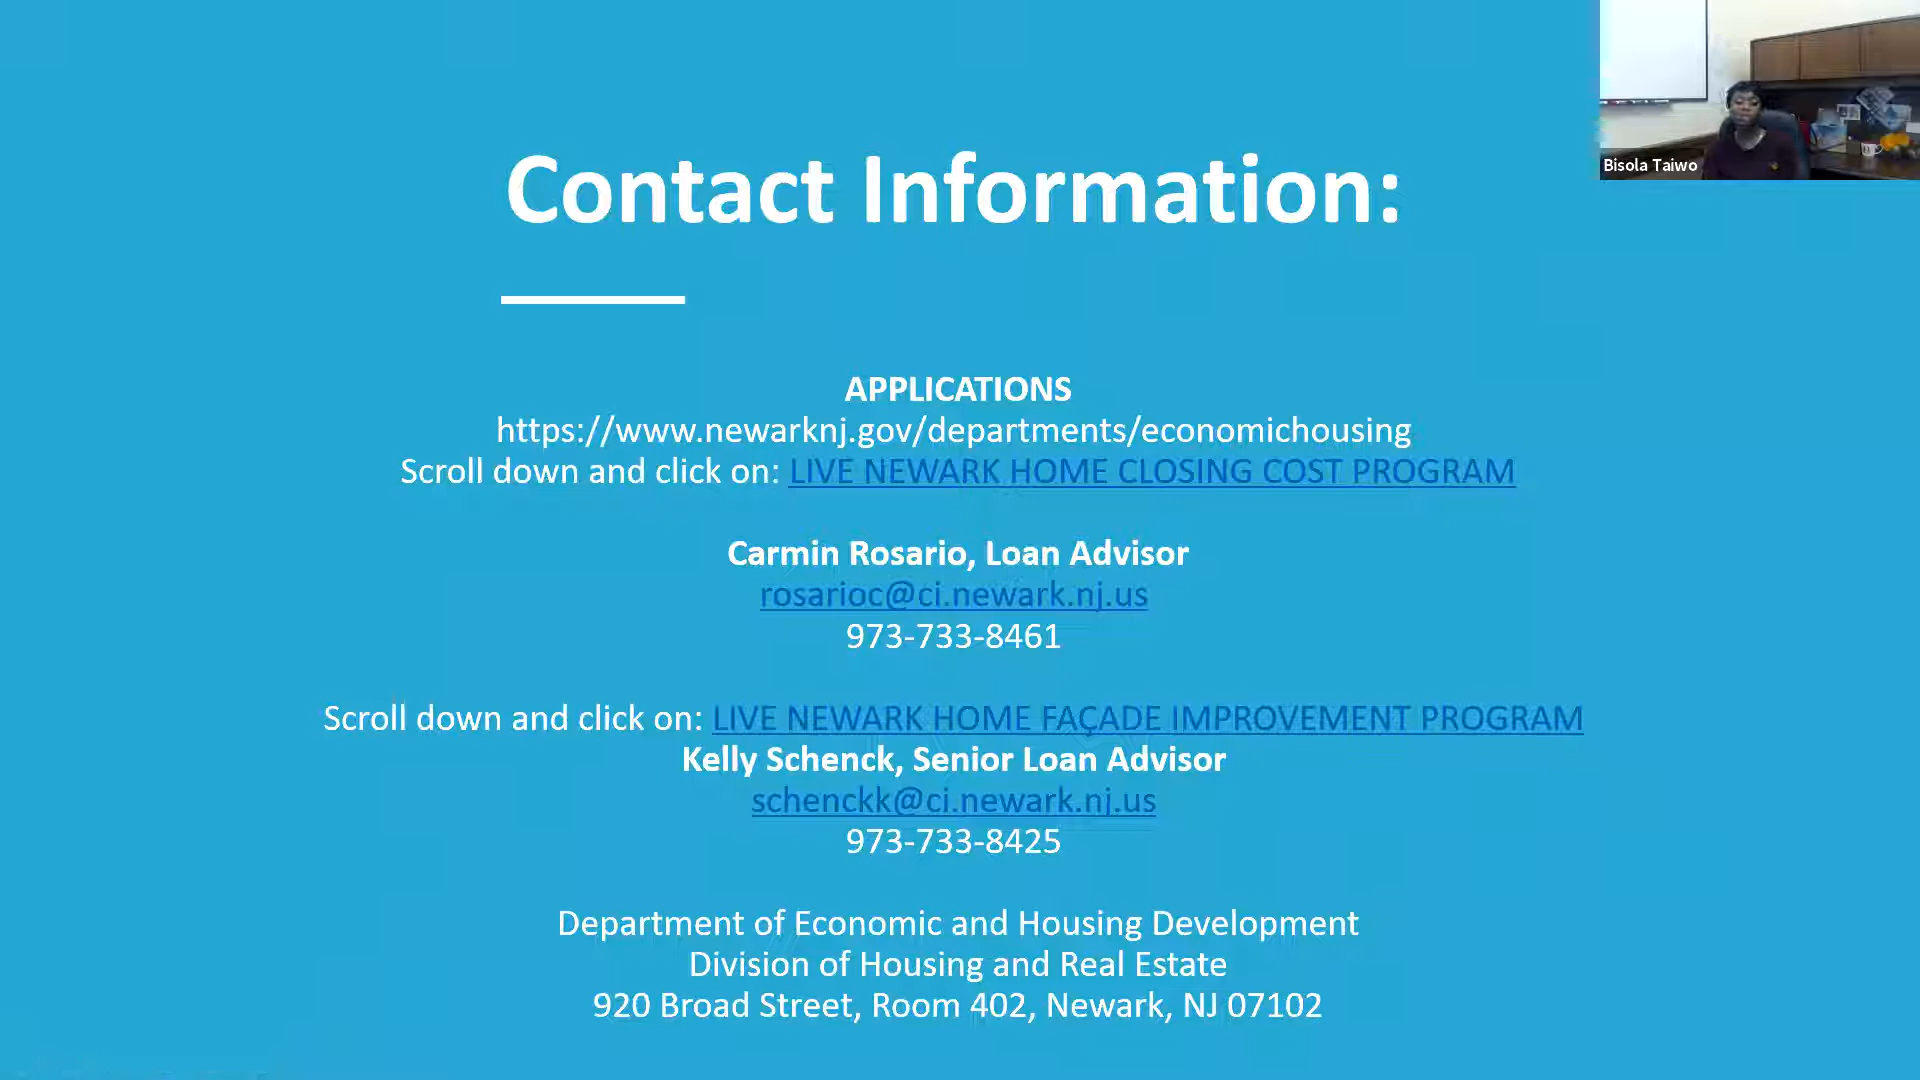 Bisola Taiwo
Contact Information:
APPLICATIONS
https://www.newarknj.gov/departments/economichousing
Scroll down and click on: LIVE NEWARK HOME CLOSING COST PROGRAM
Carmin Rosario, Loan Advisor
rosarioc@ci.newark.nj.us
973-733-8461
Scroll down and click on: LIVE NEWARK HOME FAÇADE IMPROVEMENT PROGRAM
Kelly Schenck, Senior Loan Advisor
schenckk@ci.newark.nj.us
973-733-8425
Department of Economic and Housing Development
Division of Housing and Real Estate
920 Broad Street, Room 402, Newark, NJ 07102